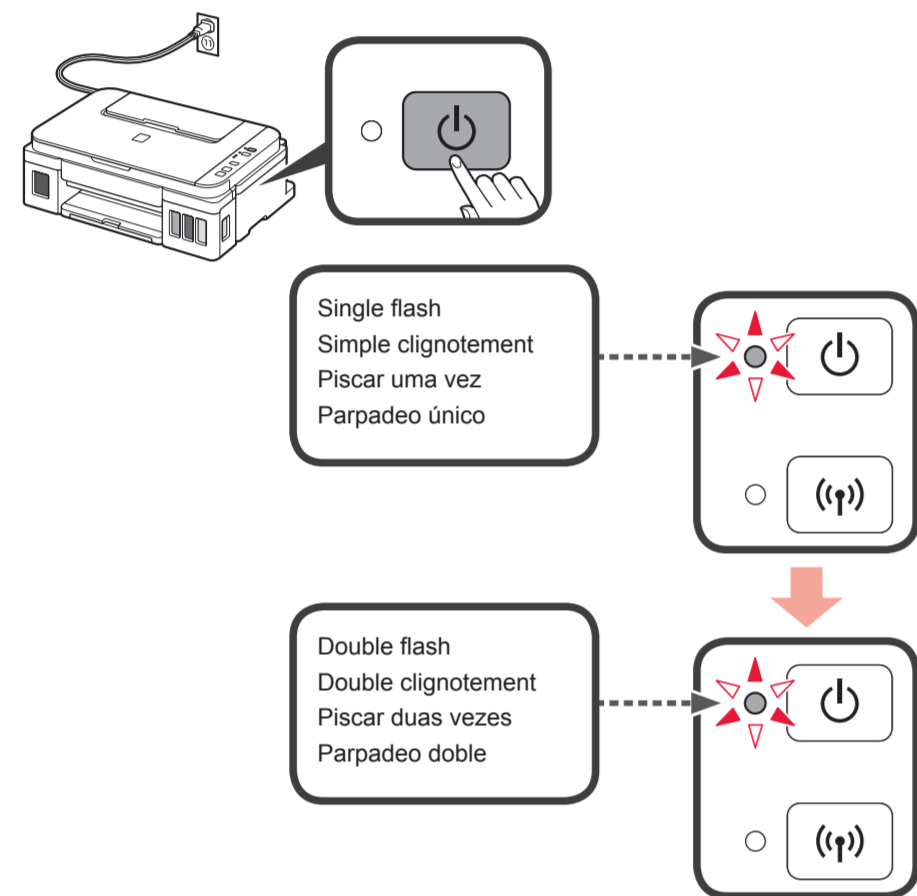 Single flash
Simple clignotement
Piscar uma vez
Parpadeo único
Double flash
Double clignotement
Piscar duas vezes
Parpadeo doble